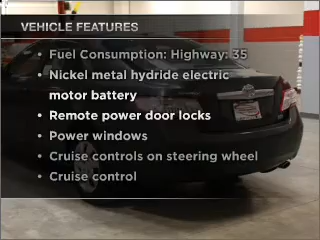 VEHICLE FEATURES
• Fuel Consumption: Highway: 35
• Nickel metal hydride electric
motor battery
• Remote power door locks
• Power windows
• Cruise controls on steering wheel
• Cruise control